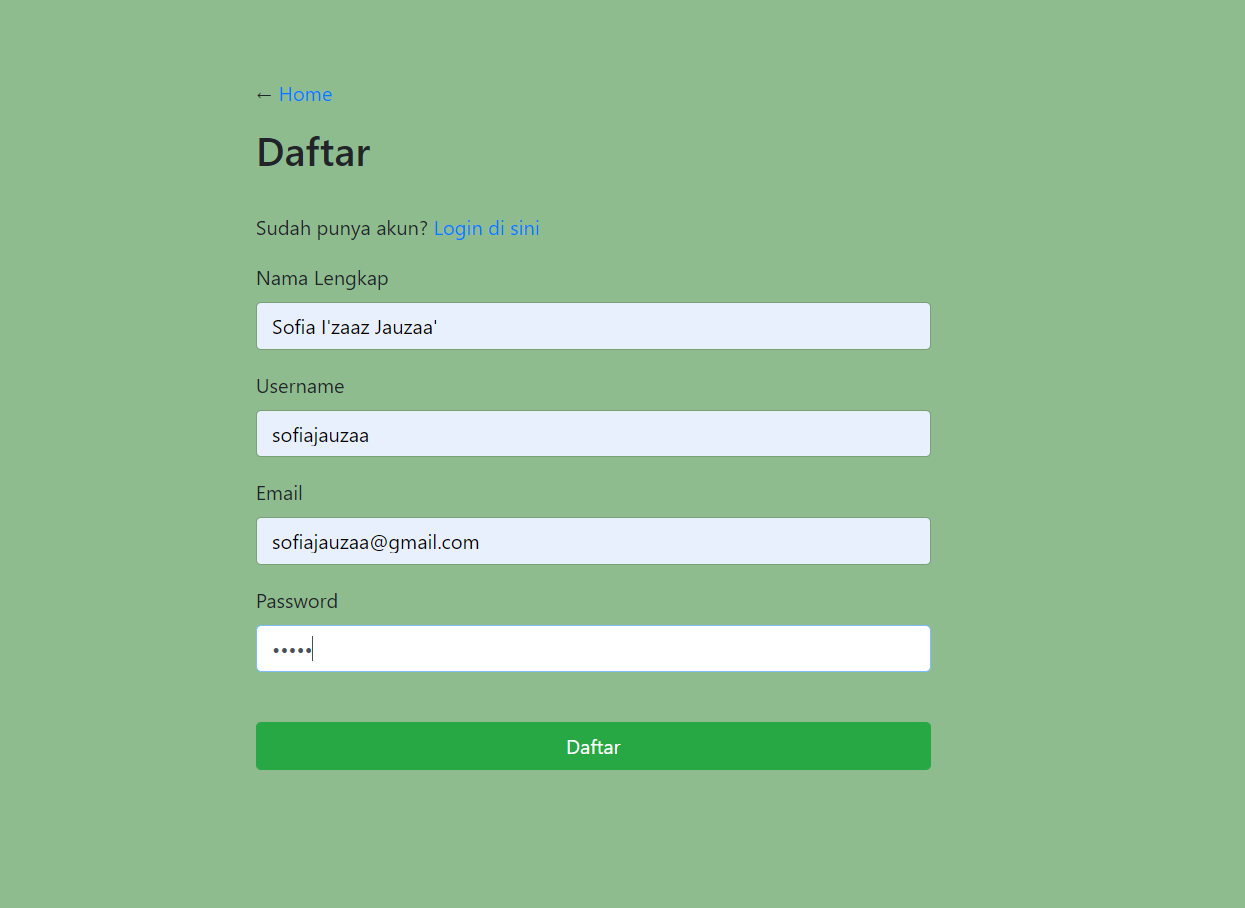 ← Home
Daftar
Sudah punya akun? Login di sini
Nama Lengkap
Sofia I'zaaz Jauzaa'
Username
sofiajauzaa
Email
sofiajauzaa@gmail.com
Password
•••••
Daftar